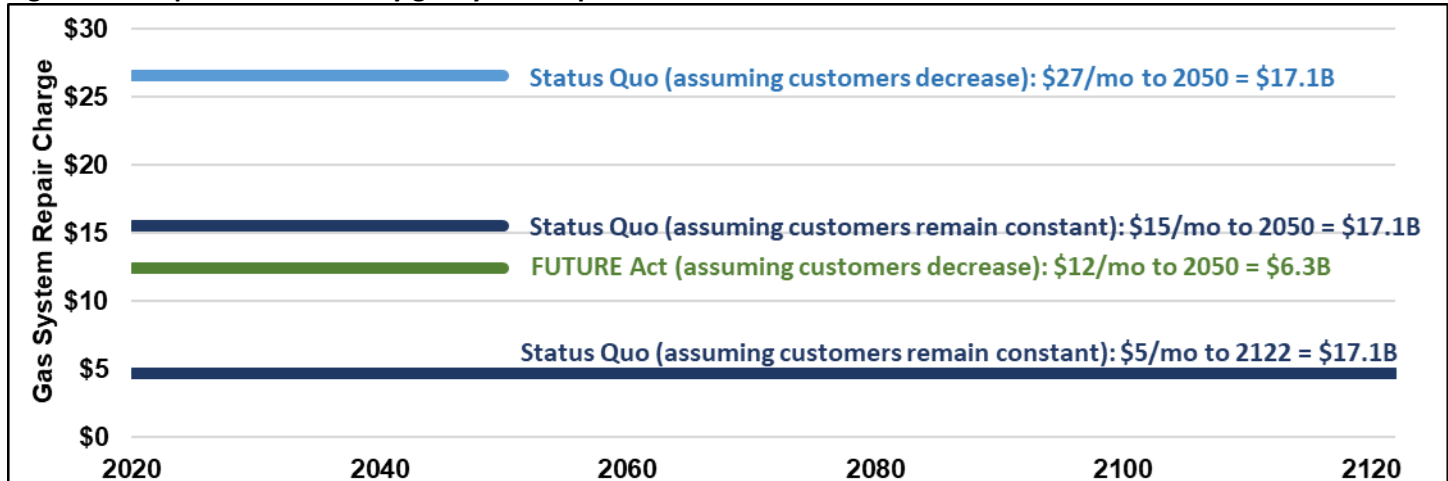 $30
Status Quo (assuming customers decrease): $27/mo to 2050 = $17.1B
$25
$20
Status Quo (assuming customers remain constant): $15/mo to 2050 = $17.1B
$15
FUTURE Act (assuming customers decrease): $12/mo to 2050 = $6.3B
$10
Status Quo (assuming customers remain constant): $5/mo to 2122 = $17.1B
$5
$0
Gas System Repair Charge
2020 2040 2060 2080 2100 2120